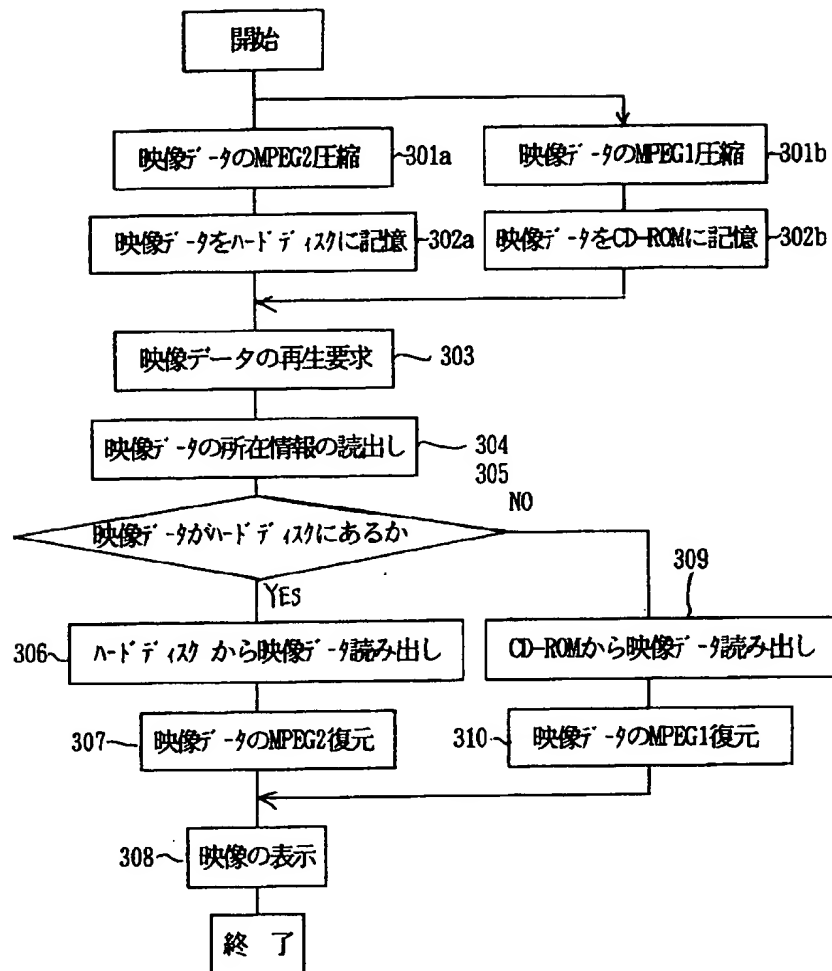 開始
映像データのMPEG2圧縮
301a
映像データのMPEG1圧縮
301b
映像データをハードディスクに記憶
302a
映像データをCD-ROMに記憶
302b
映像データの再生要求
303
映像データの所在情報の読出し
304
305
NO
映像データがハードディスクにあるか
YES
309
306
ハードディスクから映像データ読み出し
CD-ROMから映像データ読み出し
307
映像データのMPEG2復元
310
映像データのMPEG1復元
308
映像の表示
終了